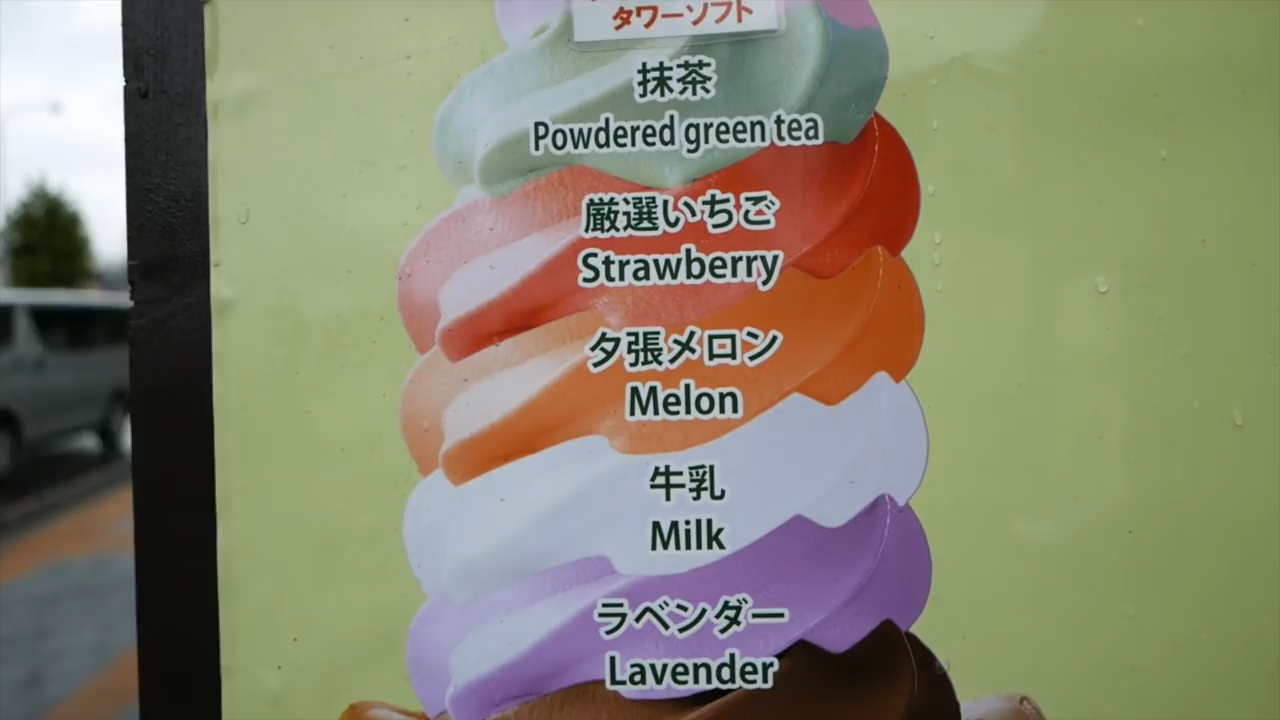 タワーソフト
抹茶
Powdered green tea
厳選いちご
Strawberry
夕張メロン
Melon
牛乳
Milk
ラベンダー
Lavender